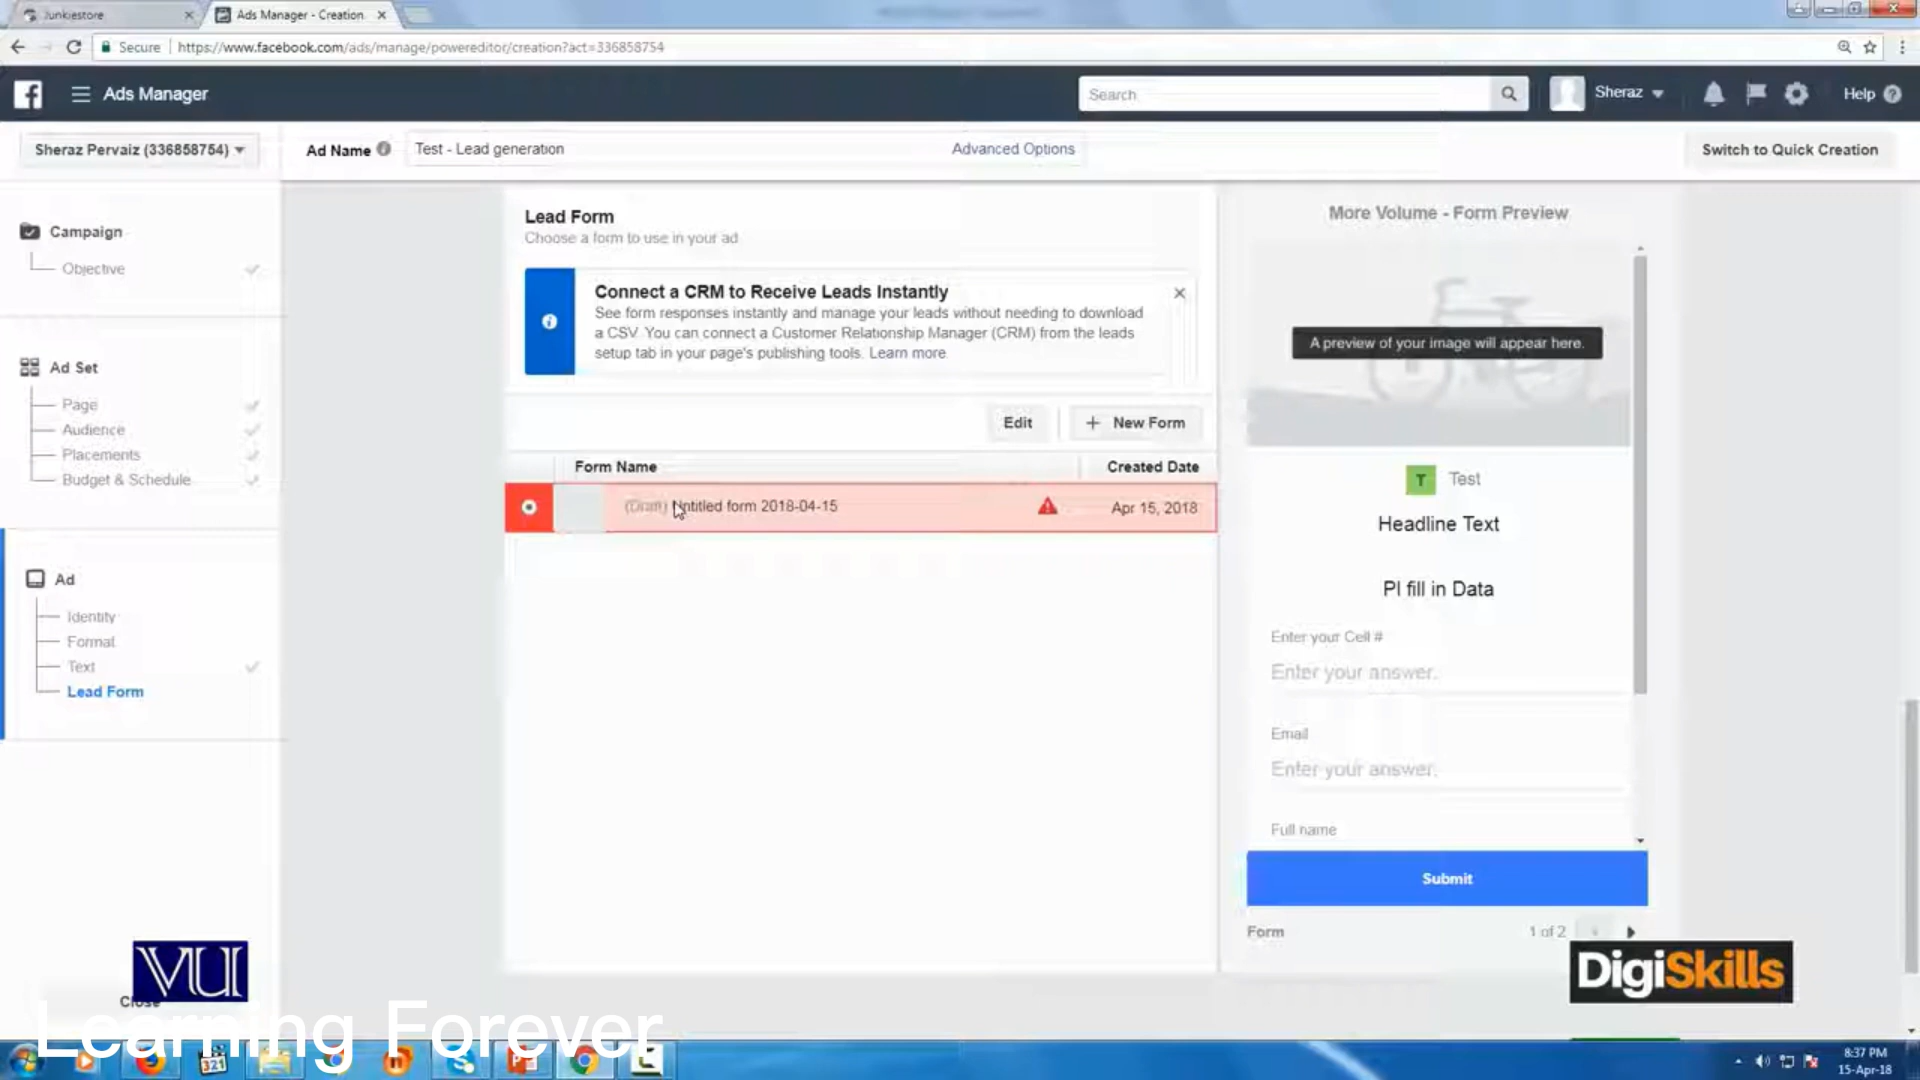 Junkiestore
Ads Manager - Creation
Secure
https://www.facebook.com/ads/manage/powereditor/creation?act=336858754
Ads Manager
Search
Sheraz
Help
Sheraz Pervaiz (336858754)
Ad Name
Test - Lead generation
Advanced Options
Switch to Quick Creation
Campaign
Objective
Ad Set
Page
Audience
Placements
Budget & Schedule
Ad
Identity
Format
Text
Lead Form
Close
Lead Form
Choose a form to use in your ad
Connect a CRM to Receive Leads Instantly
See form responses instantly and manage your leads without needing to download
a CSV. You can connect a Customer Relationship Manager (CRM) from the leads
setup tab in your page's publishing tools. Learn more
Edit
+ New Form
Form Name
Created Date
(Draft) Untitled form 2018-04-15
Apr 15, 2018
More Volume - Form Preview
A preview of your image will appear here.
T
Test
Headline Text
Pl fill in Data
Enter your Cell #
Enter your answer.
Email
Enter your answer.
Full name
Submit
Form
1 of 2
VU
DigiSkills
Learning Forever
321
8:37 PM
15-Apr-18